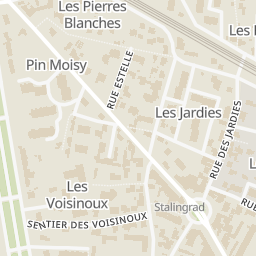 Les Pierres
Blanches
Les
Pin Moisy
RUE ESTELLE
Les Jardies
RUE DES JARDIES
Les
Voisinoux
Stalingrad
SENTIER DES VOISINOUX
RUE